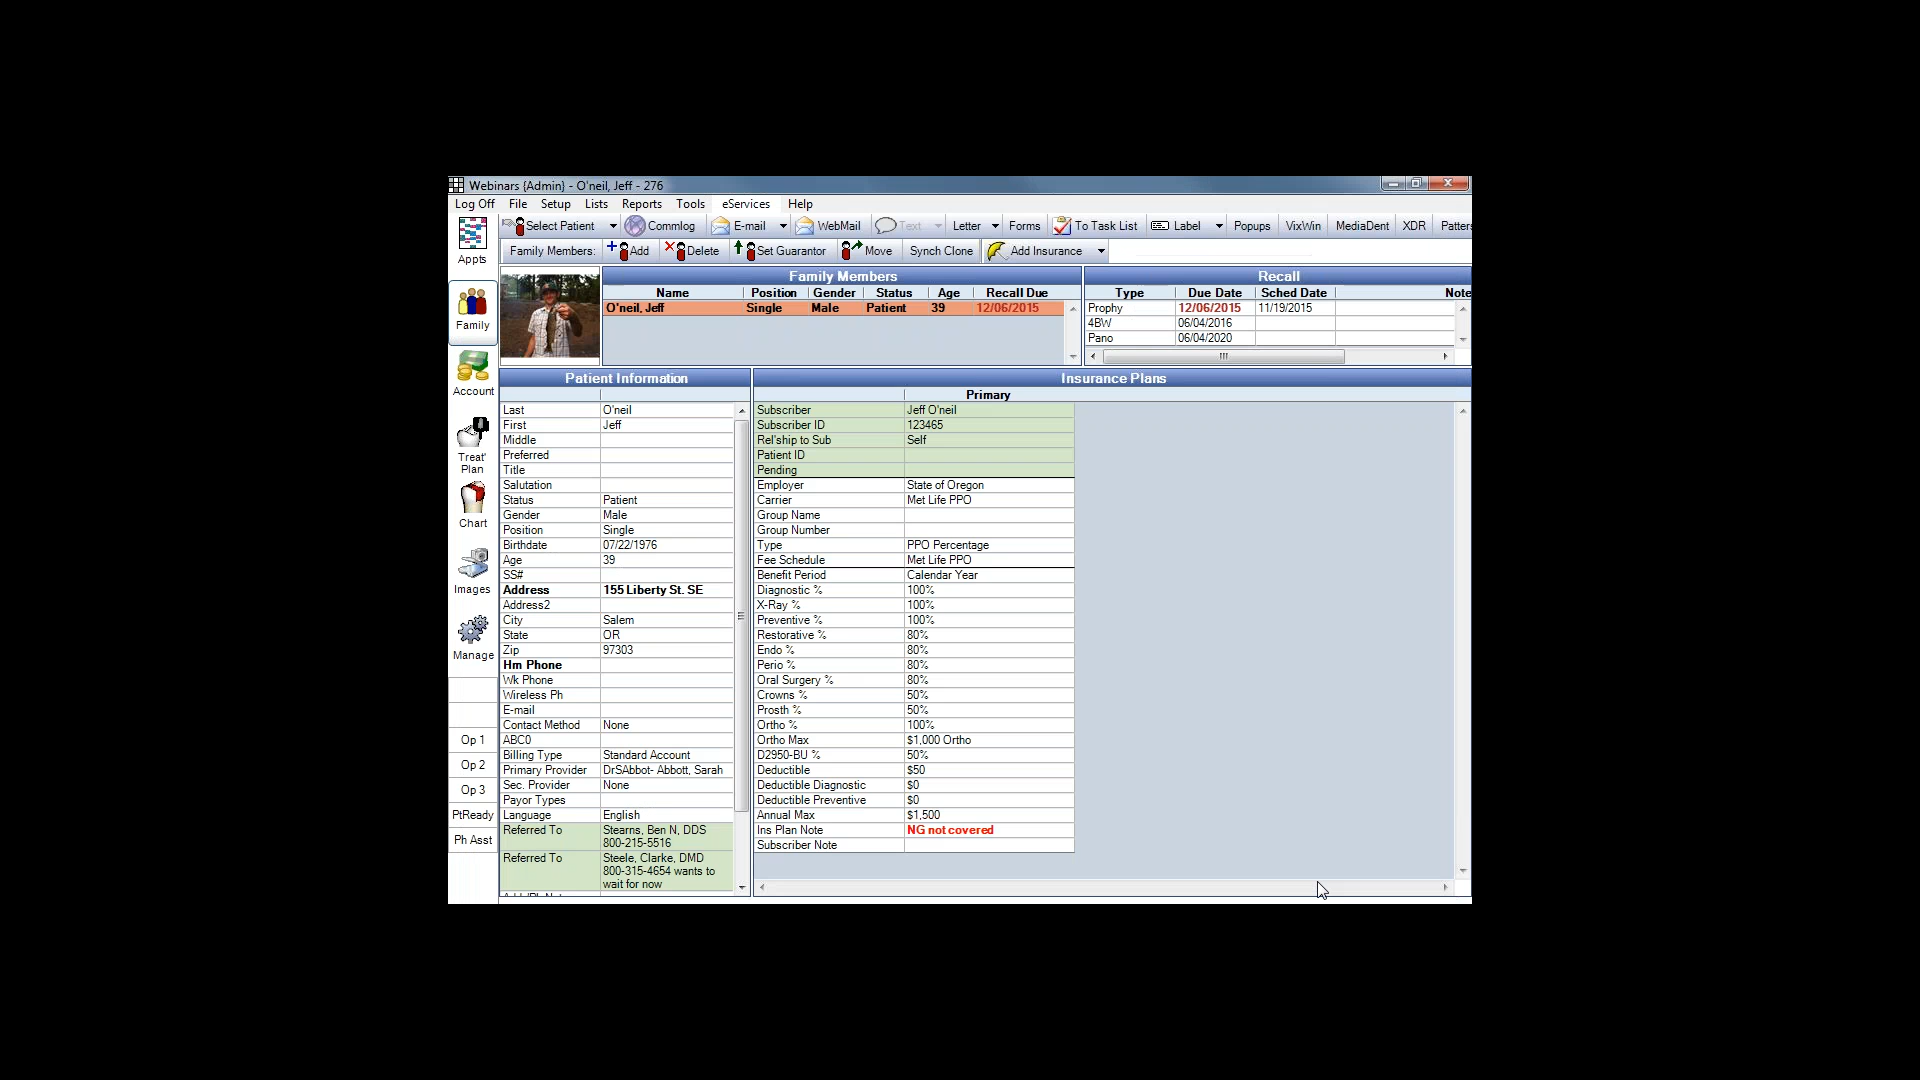 Webinars {Admin} - O'neil, Jeff - 276
Log Off File Setup Lists Reports Tools eServices Help
Select Patient Commlog E-mail WebMail Text Letter Forms To Task List Label Popups VixWin MediaDent XDR Patters
Family Members: Add Delete Set Guarantor Move Synch Clone Add Insurance
Appts
Family
Account
Treat'
Plan
Chart
Images
Manage
Op 1
Op 2
Op 3
PtReady
Ph Asst
Family Members
Name Position Gender Status Age Recall Due
O'neil, Jeff Single Male Patient 39 12/06/2015
Recall
Type Due Date Sched Date Note
Prophy 12/06/2015 11/19/2015
4BW 06/04/2016
Pano 06/04/2020
Patient Information
Last O'neil
First Jeff
Middle
Preferred
Title
Salutation
Status Patient
Gender Male
Position Single
Birthdate 07/22/1976
Age 39
SS#
Address 155 Liberty St. SE
Address2
City Salem
State OR
Zip 97303
Hm Phone
Wk Phone
Wireless Ph
E-mail
Contact Method None
ABC0
Billing Type Standard Account
Primary Provider DrSAbbot- Abbott, Sarah
Sec. Provider None
Payor Types
Language English
Referred To Stearns, Ben N, DDS
800-215-5516
Referred To Steele, Clarke, DMD
800-315-4654 wants to
wait for now
Insurance Plans
Primary
Subscriber Jeff O'neil
Subscriber ID 123465
Rel'ship to Sub Self
Patient ID
Pending
Employer State of Oregon
Carrier Met Life PPO
Group Name
Group Number
Type PPO Percentage
Fee Schedule Met Life PPO
Benefit Period Calendar Year
Diagnostic % 100%
X-Ray % 100%
Preventive % 100%
Restorative % 80%
Endo % 80%
Perio % 80%
Oral Surgery % 80%
Crowns % 50%
Prosth % 50%
Ortho % 100%
Ortho Max $1,000 Ortho
D2950-BU % 50%
Deductible $50
Deductible Diagnostic $0
Deductible Preventive $0
Annual Max $1,500
Ins Plan Note NG not covered
Subscriber Note